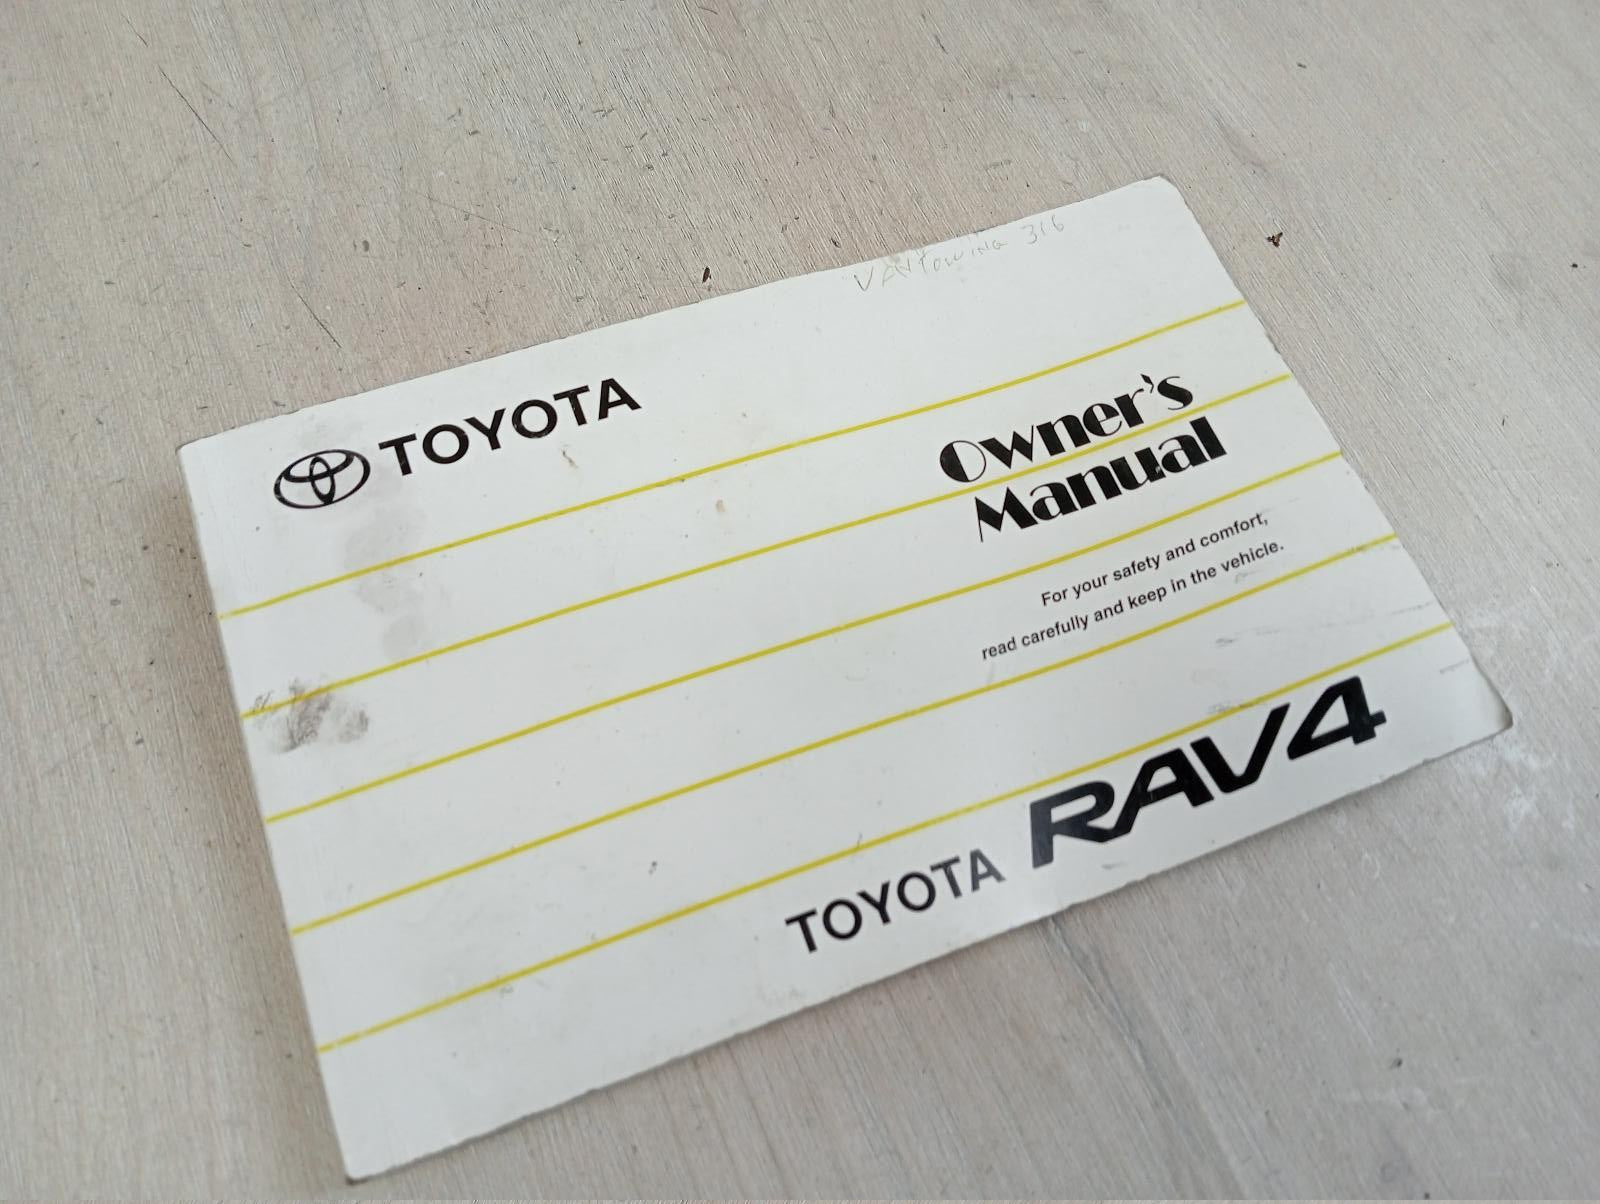 VAN TOWING 316
TOYOTA
Owner's
Manual
For your safety and comfort,
read carefully and keep in the vehicle.
TOYOTA RAV4